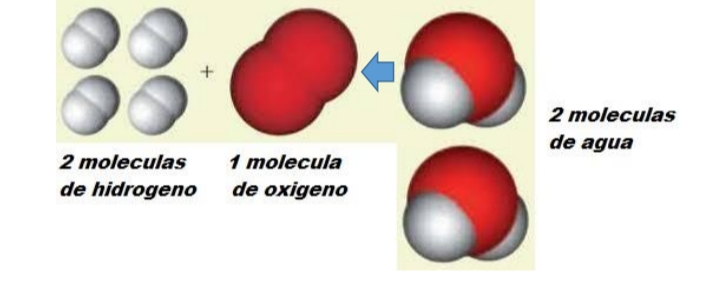 +
2 moleculas
de hidrogeno
1 molecula
de oxigeno
2 moleculas
de agua